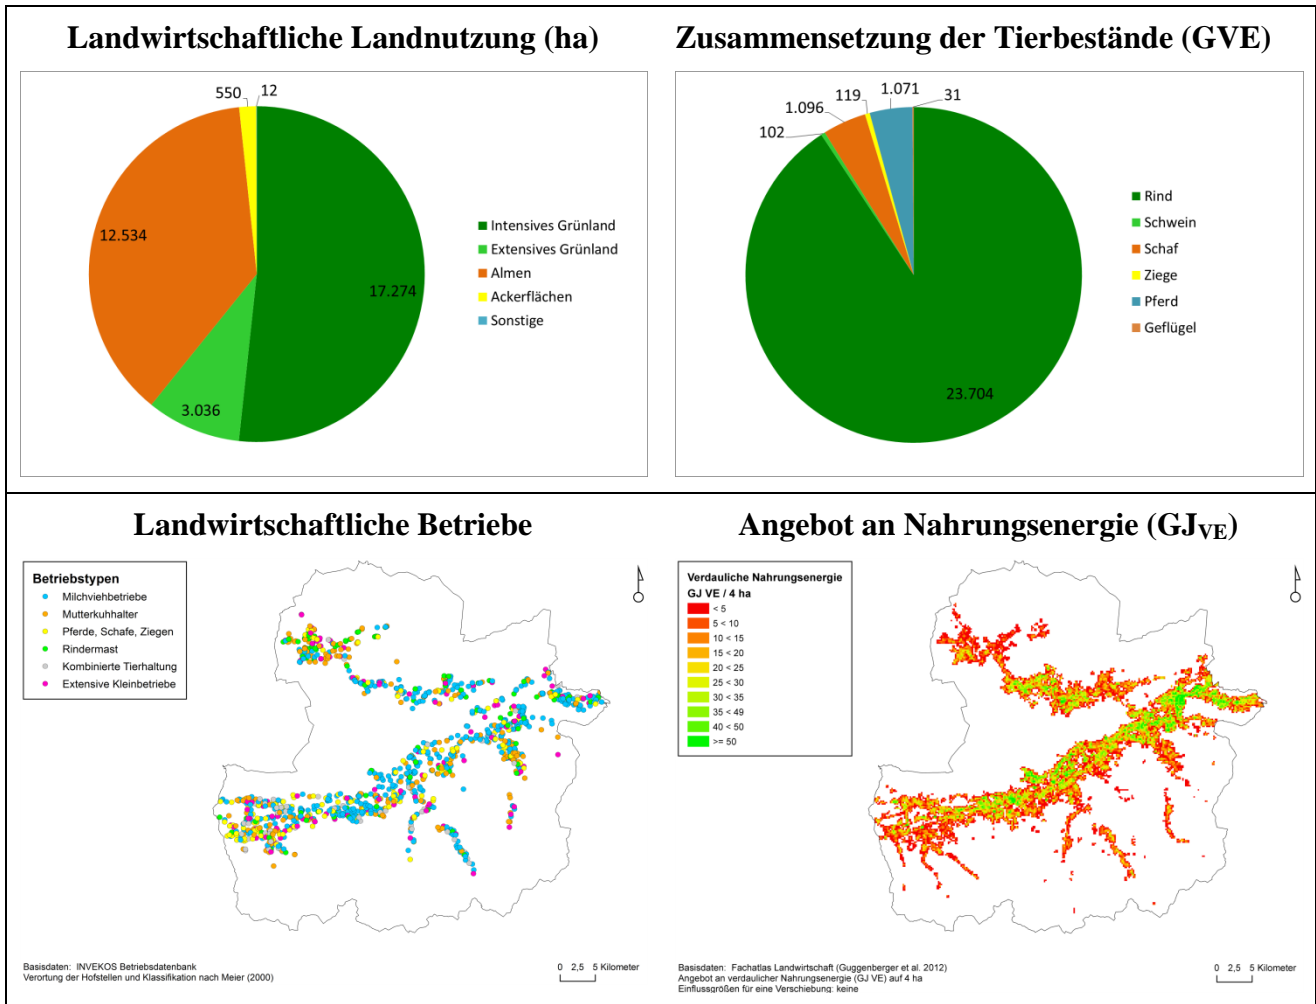 Landwirtschaftliche Landnutzung (ha)
550
12
12.534
17.274
3.036
Intensives Grünland
Extensives Grünland
Almen
Ackerflächen
Sonstige
Zusammensetzung der Tierbestände (GVE)
102
1.096
119
1.071
31
23.704
Rind
Schwein
Schaf
Ziege
Pferd
Geflügel
Landwirtschaftliche Betriebe
Betriebstypen
Milchviehbetriebe
Mutterkuhhalter
Pferde, Schafe, Ziegen
Rindermast
Kombinierte Tierhaltung
Extensive Kleinbetriebe
Basisdaten: INVEKOS Betriebsdatenbank
Verortung der Hofstellen und Klassifikation nach Meier (2000)
0 2,5 5 Kilometer
Angebot an Nahrungsenergie (GJVE)
Verdauliche Nahrungsenergie
GJ VE / 4 ha
< 5
5 < 10
10 < 15
15 < 20
20 < 25
25 < 30
30 < 35
35 < 49
40 < 50
>= 50
Basisdaten: Fachatlas Landwirtschaft (Guggenberger et al. 2012)
Angebot an verdaulicher Nahrungsenergie (GJ VE) auf 4 ha
Einflussgrößen für eine Verschiebung: keine
0 2,5 5 Kilometer